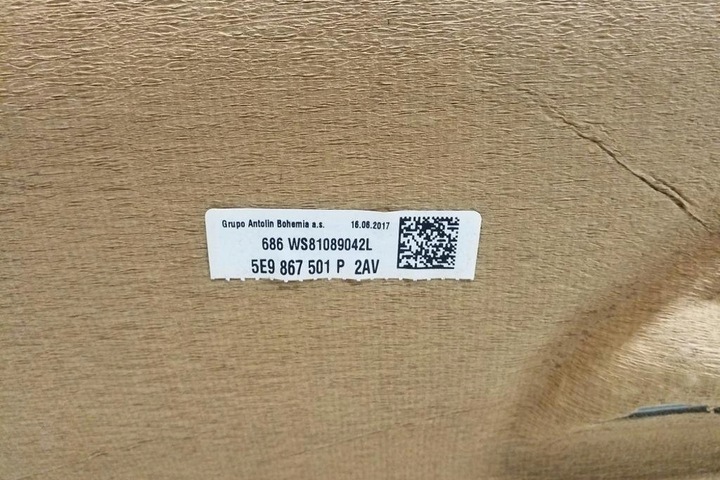 Grupo Antolin Bohemia a.s. 16.06.2017
686 WS81089042L
5E9 867 501 P 2AV